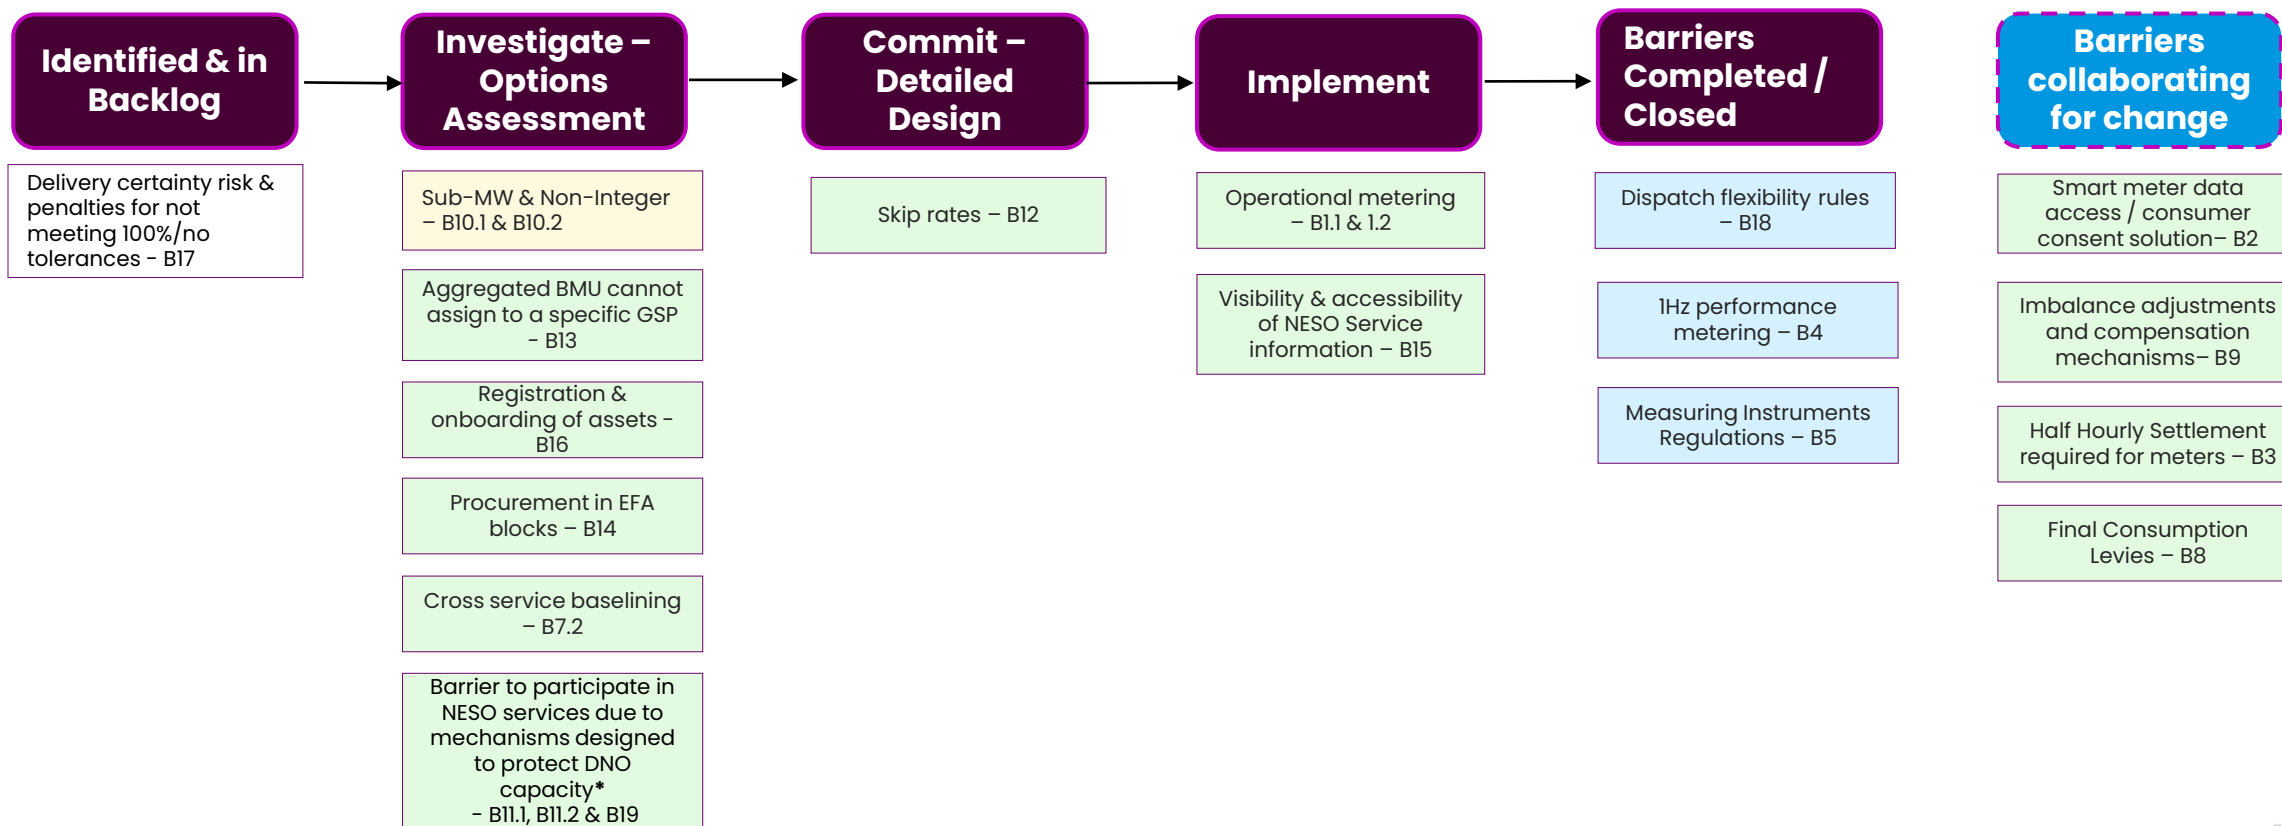 Identified & in
Backlog
Investigate –
Options
Assessment
Commit –
Detailed
Design
Implement
Barriers
Completed /
Closed
Barriers
collaborating
for change
Delivery certainty risk &
penalties for not
meeting 100%/no
tolerances - B17
Sub-MW & Non-Integer
– B10.1 & B10.2
Aggregated BMU cannot
assign to a specific GSP
- B13
Registration &
onboarding of assets -
B16
Procurement in EFA
blocks – B14
Cross service baselining
– B7.2
Barrier to participate in
NESO services due to
mechanisms designed
to protect DNO
capacity*
- B11.1, B11.2 & B19
Skip rates – B12
Operational metering
– B1.1 & 1.2
Visibility & accessibility
of NESO Service
information – B15
Dispatch flexibility rules
– B18
1Hz performance
metering – B4
Measuring Instruments
Regulations – B5
Smart meter data
access / consumer
consent solution– B2
Imbalance adjustments
and compensation
mechanisms– B9
Half Hourly Settlement
required for meters – B3
Final Consumption
Levies – B8